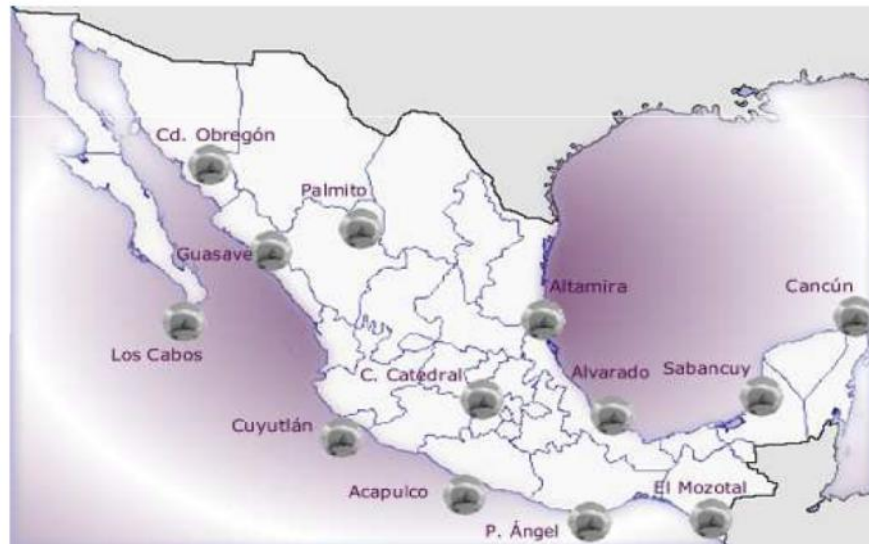 Cd. Obregón
Palmito
Guasave
Altamira
Cancún
Los Cabos
C. Catedral
Alvarado
Sabancuy
Cuyutlán
Acapulco
El Mozotal
P. Ángel